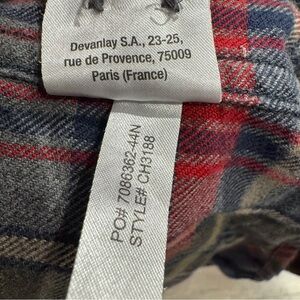 Devanlay S.A., 23-25,
rue de Provence, 75009
Paris (France)
PO# 7086362-44N
STYLE# CH3188